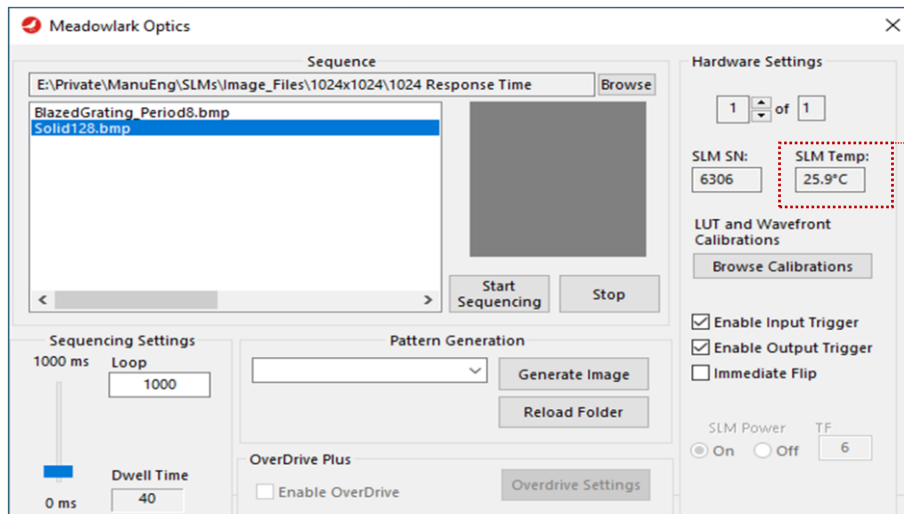 Meadowlark Optics
Sequence
E:\Private\ManuEng\SLMs\Image_Files\1024x1024\1024 Response Time
Browse
BlazedGrating_Period8.bmp
Solid128.bmp
Start
Sequencing
Stop
Hardware Settings
1 of 1
SLM SN: SLM Temp:
6306 25.9°C
LUT and Wavefront
Calibrations
Browse Calibrations
Enable Input Trigger
Enable Output Trigger
Immediate Flip
SLM Power TF
On Off 6
Sequencing Settings
1000 ms Loop
1000
Dwell Time
0 ms 40
Pattern Generation
Generate Image
Reload Folder
OverDrive Plus
Enable OverDrive
Overdrive Settings